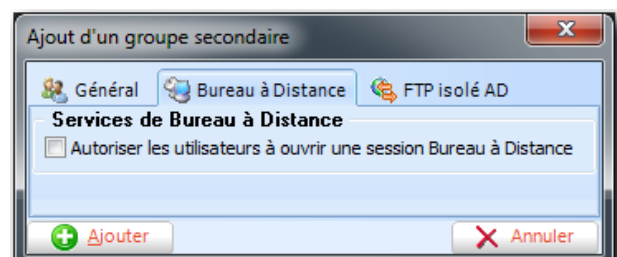 Ajout d'un groupe secondaire
Général Bureau à Distance FTP isolé AD
Services de Bureau à Distance
Autoriser les utilisateurs à ouvrir une session Bureau à Distance
Ajouter Annuler